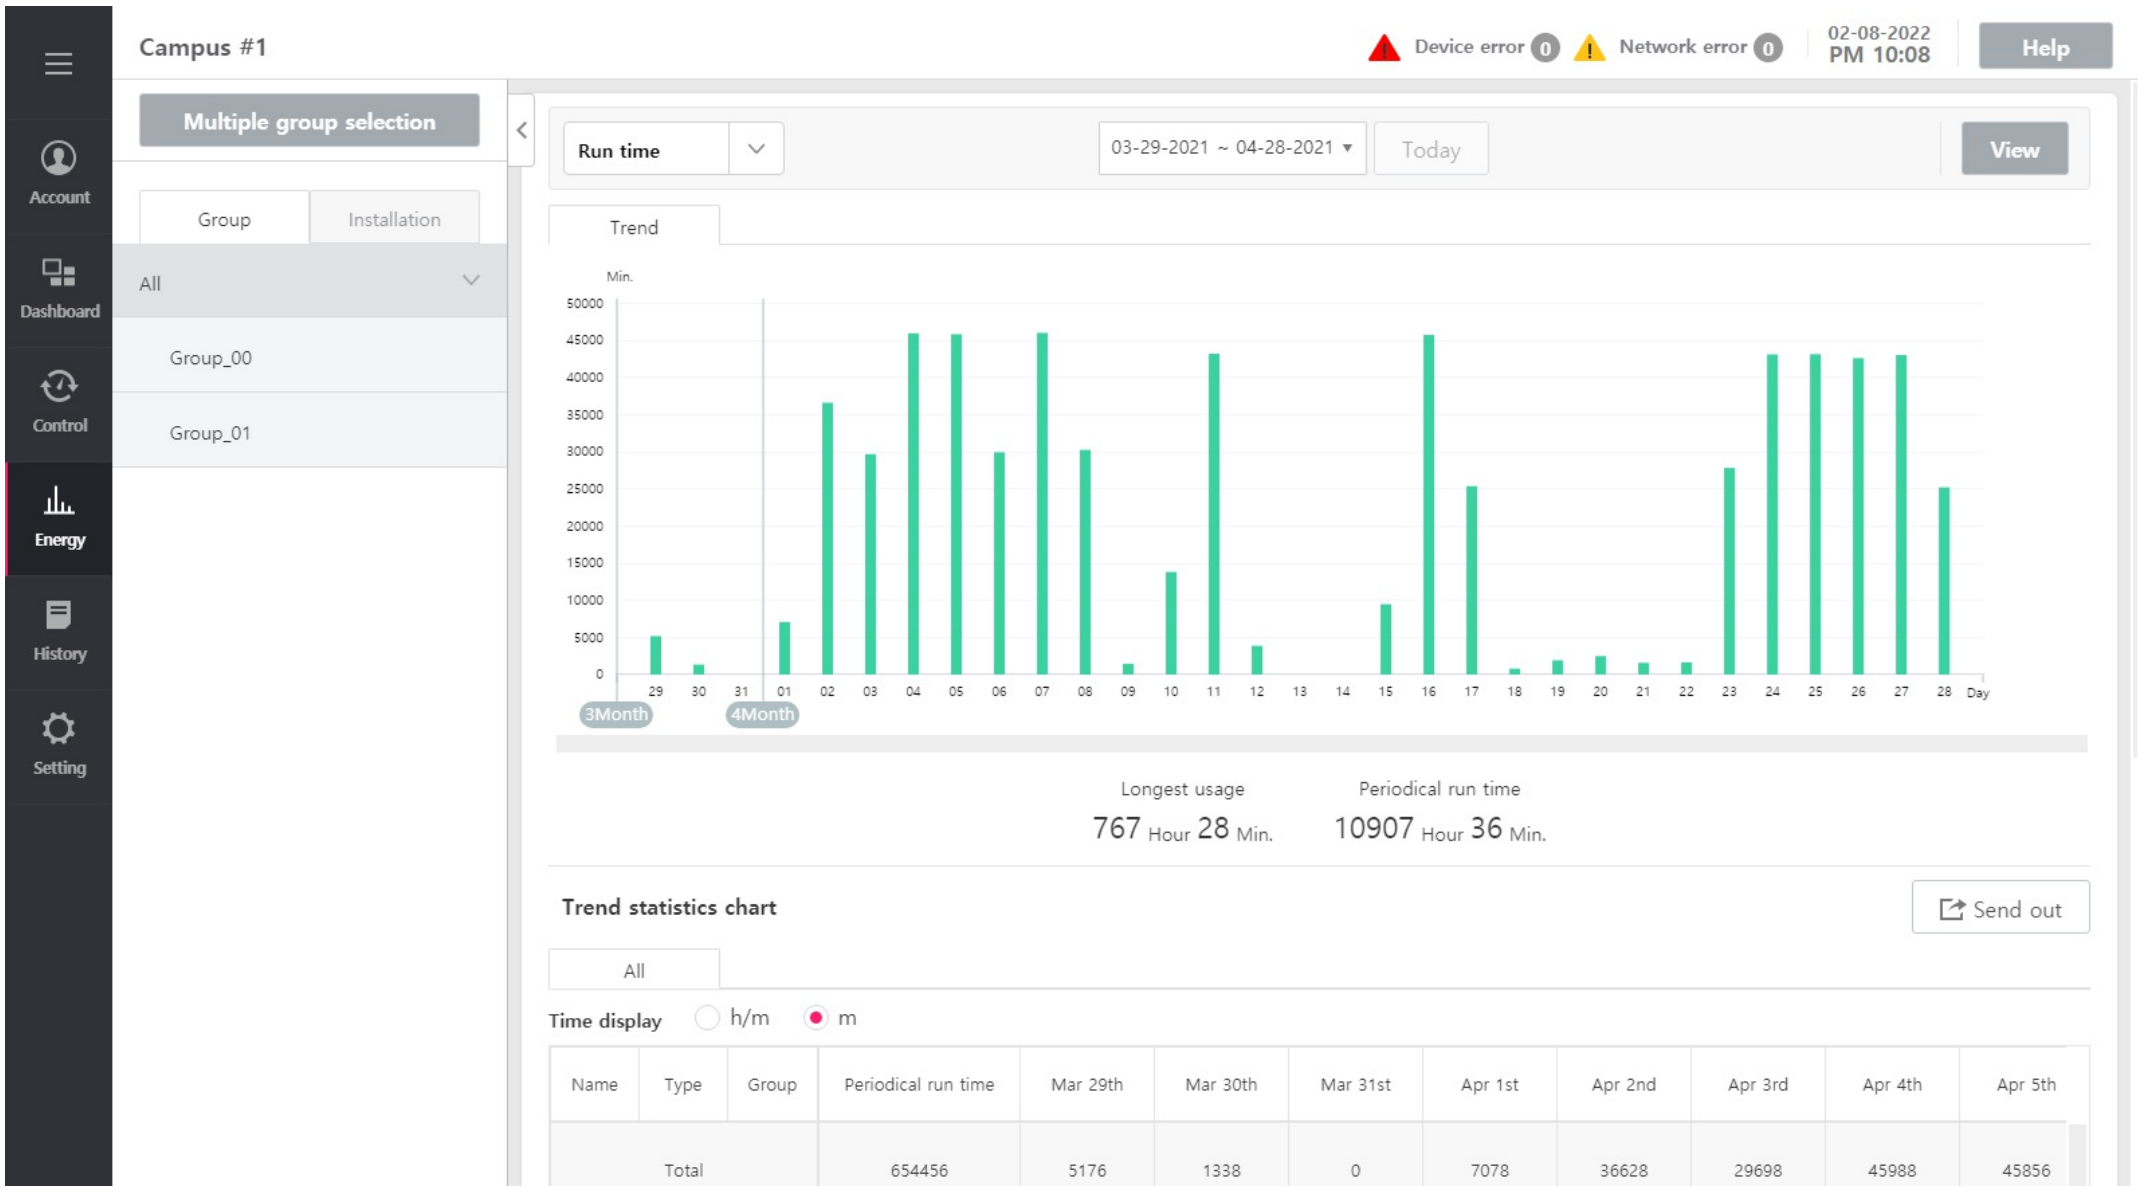 Campus #1
Device error 0
Network error 0
02-08-2022
PM 10:08
Help
Account
Dashboard
Control
Energy
History
Setting
Multiple group selection
Group
Installation
All
Group_00
Group_01
Run time
03-29-2021 ~ 04-28-2021 ▼
Today
View
Trend
Min.
50000
45000
40000
35000
30000
25000
20000
15000
10000
5000
0
29 30 31 01 02 03 04 05 06 07 08 09 10 11 12 13 14 15 16 17 18 19 20 21 22 23 24 25 26 27 28 Day
3Month
4Month
Longest usage
767 Hour 28 Min.
Periodical run time
10907 Hour 36 Min.
Trend statistics chart
Send out
All
Time display h/m m
Name Type Group Periodical run time Mar 29th Mar 30th Mar 31st Apr 1st Apr 2nd Apr 3rd Apr 4th Apr 5th
Total 654456 5176 1338 0 7078 36628 29698 45988 45856